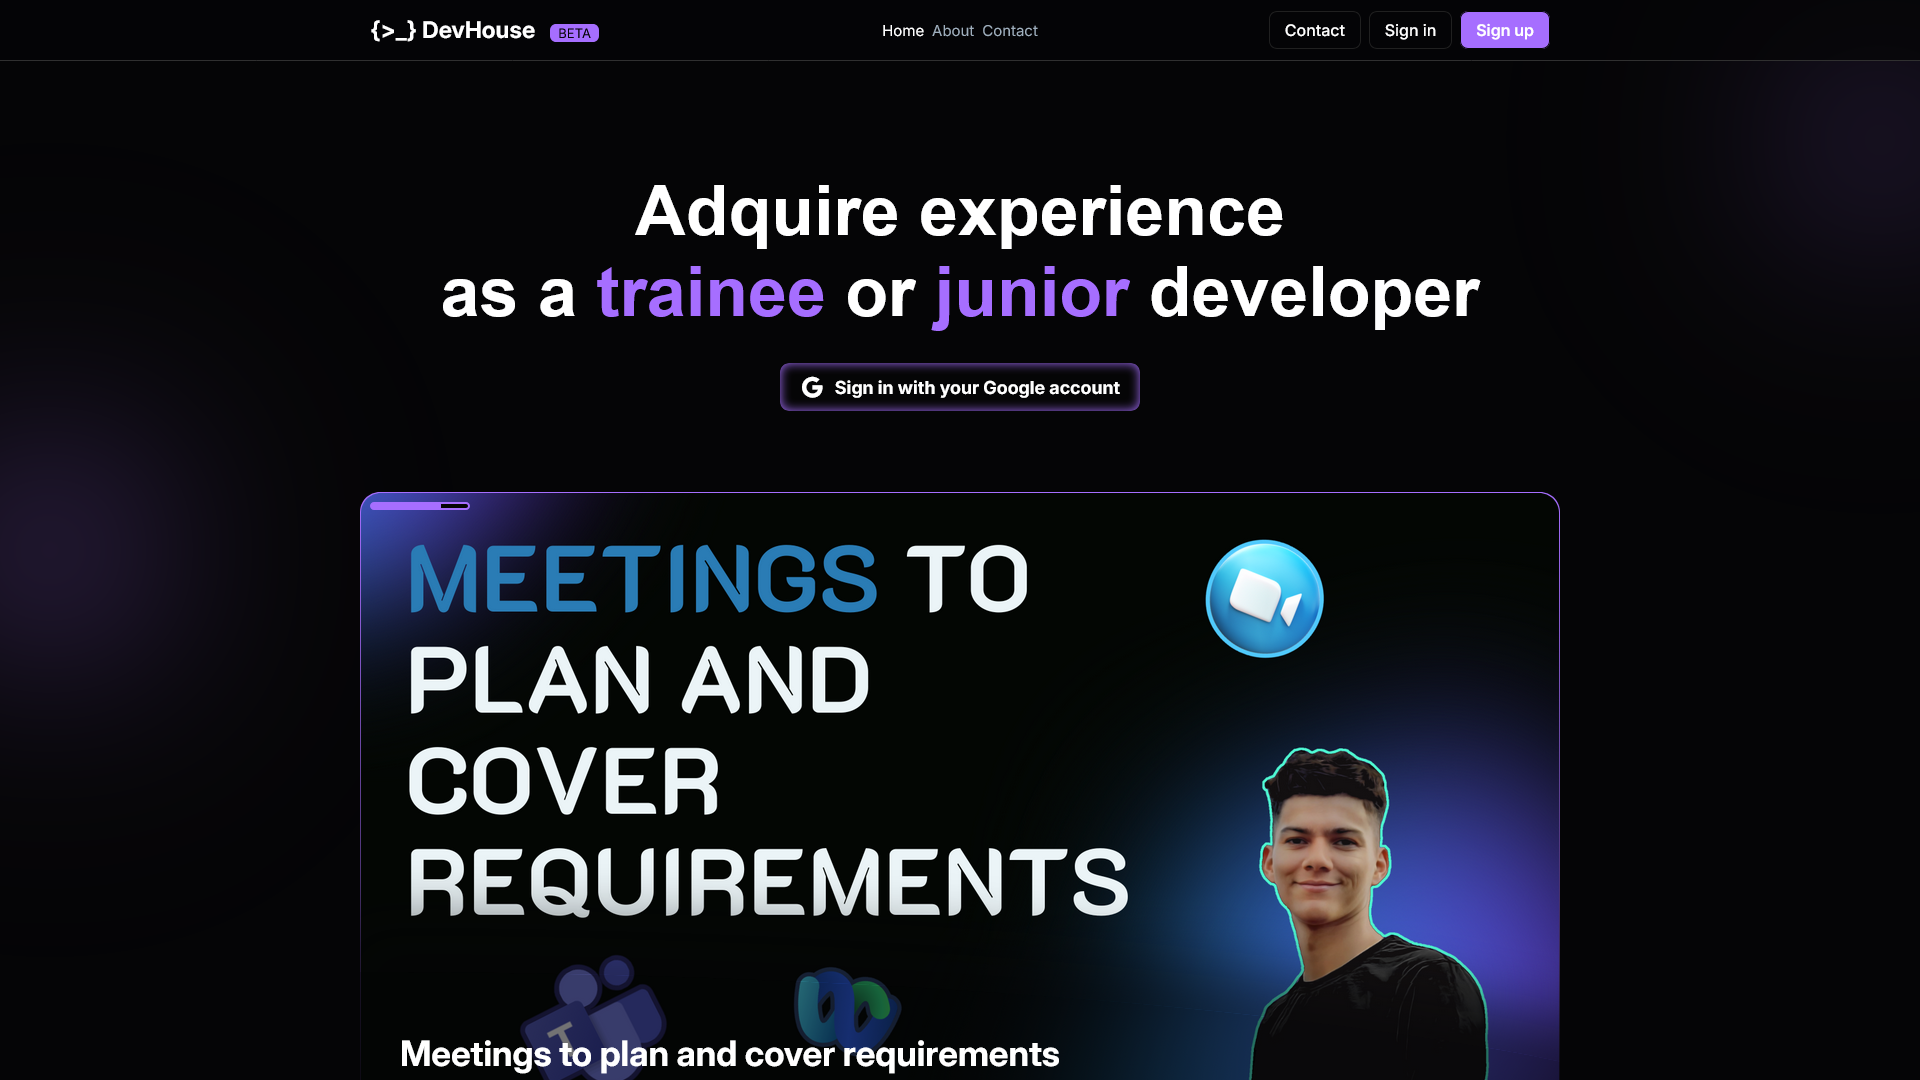 {>_} DevHouse BETA
Home About Contact
Contact Sign in Sign up
Adquire experience
as a trainee or junior developer
Sign in with your Google account
MEETINGS TO
PLAN AND
COVER
REQUIREMENTS
T
Meetings to plan and cover requirements